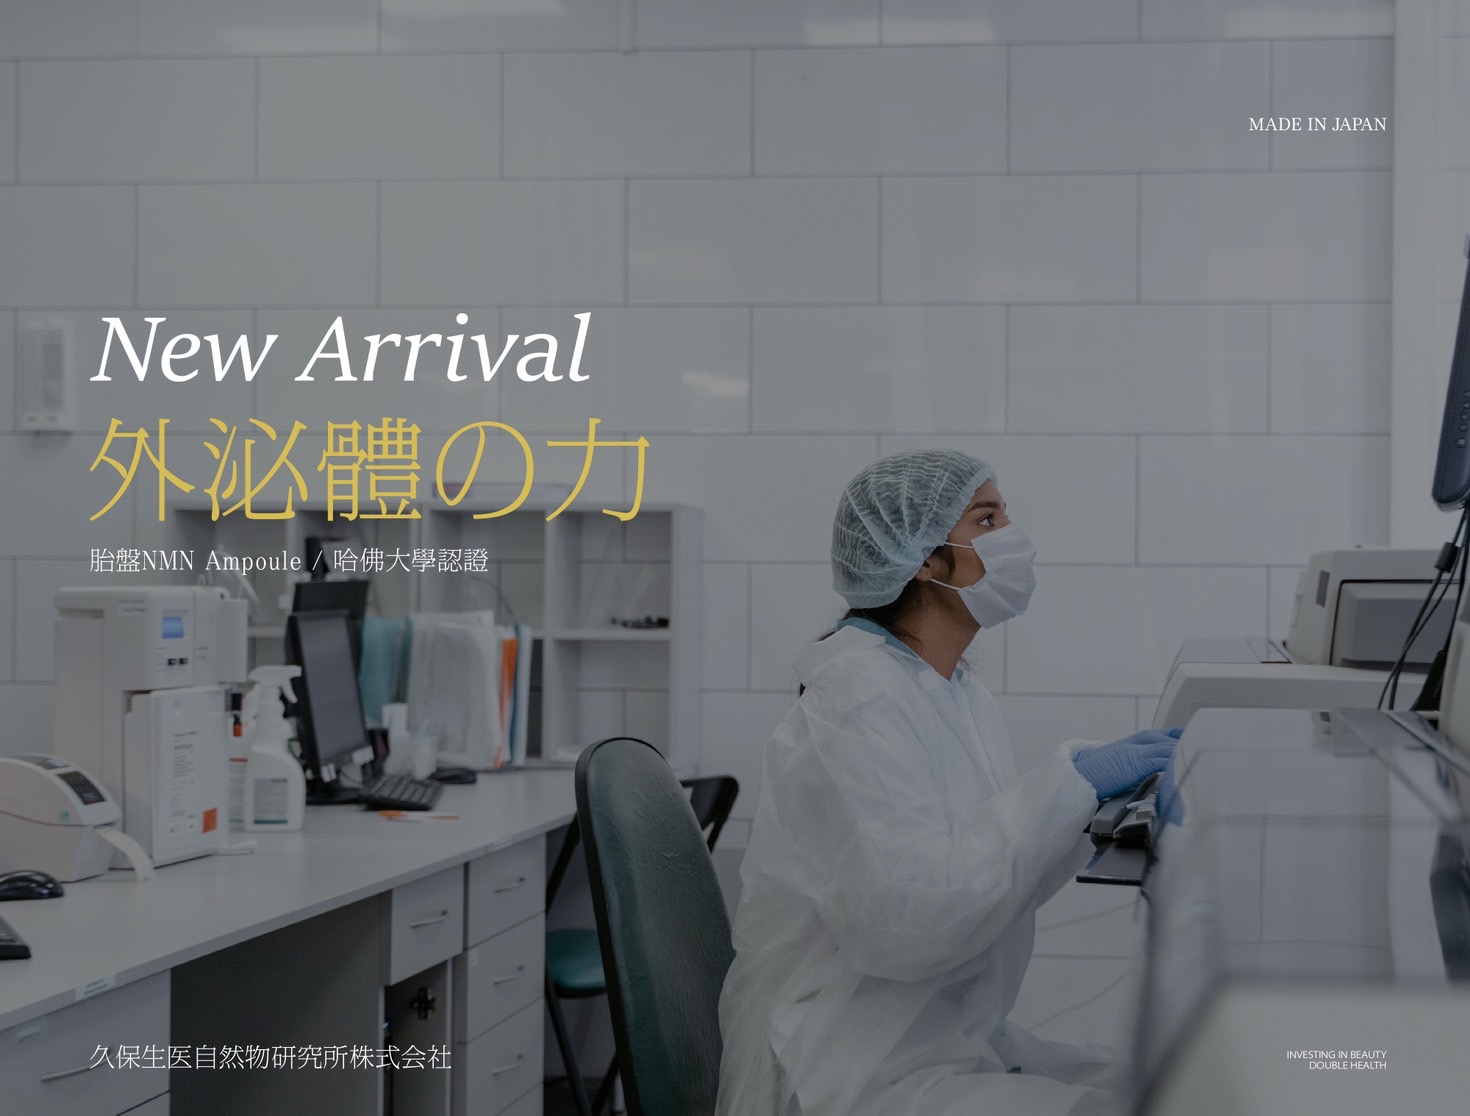 MADE IN JAPAN
New Arrival
外泌體の力
胎盤NMN Ampoule / 哈佛大學認證
久保生医自然物研究所株式会社
INVESTING IN BEAUTY
DOUBLE HEALTH